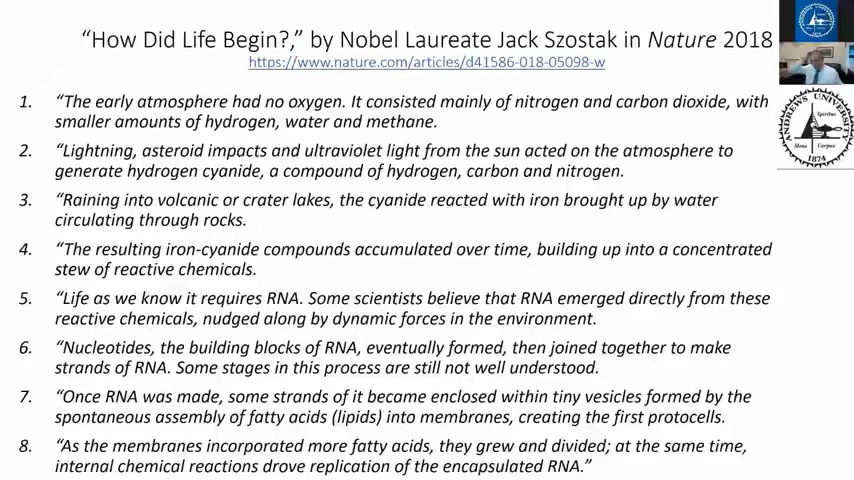 “How Did Life Begin?,” by Nobel Laureate Jack Szostak in Nature 2018
https://www.nature.com/articles/d41586-018-05098-w
1. “The early atmosphere had no oxygen. It consisted mainly of nitrogen and carbon dioxide, with
smaller amounts of hydrogen, water and methane.
2. “Lightning, asteroid impacts and ultraviolet light from the sun acted on the atmosphere to
generate hydrogen cyanide, a compound of hydrogen, carbon and nitrogen.
3. “Raining into volcanic or crater lakes, the cyanide reacted with iron brought up by water
circulating through rocks.
4. “The resulting iron-cyanide compounds accumulated over time, building up into a concentrated
stew of reactive chemicals.
5. “Life as we know it requires RNA. Some scientists believe that RNA emerged directly from these
reactive chemicals, nudged along by dynamic forces in the environment.
6. “Nucleotides, the building blocks of RNA, eventually formed, then joined together to make
strands of RNA. Some stages in this process are still not well understood.
7. “Once RNA was made, some strands of it became enclosed within tiny vesicles formed by the
spontaneous assembly of fatty acids (lipids) into membranes, creating the first protocells.
8. “As the membranes incorporated more fatty acids, they grew and divided; at the same time,
internal chemical reactions drove replication of the encapsulated RNA.”
ANDREWS UNIVERSITY
Spiritus
Mens Corpus
1874